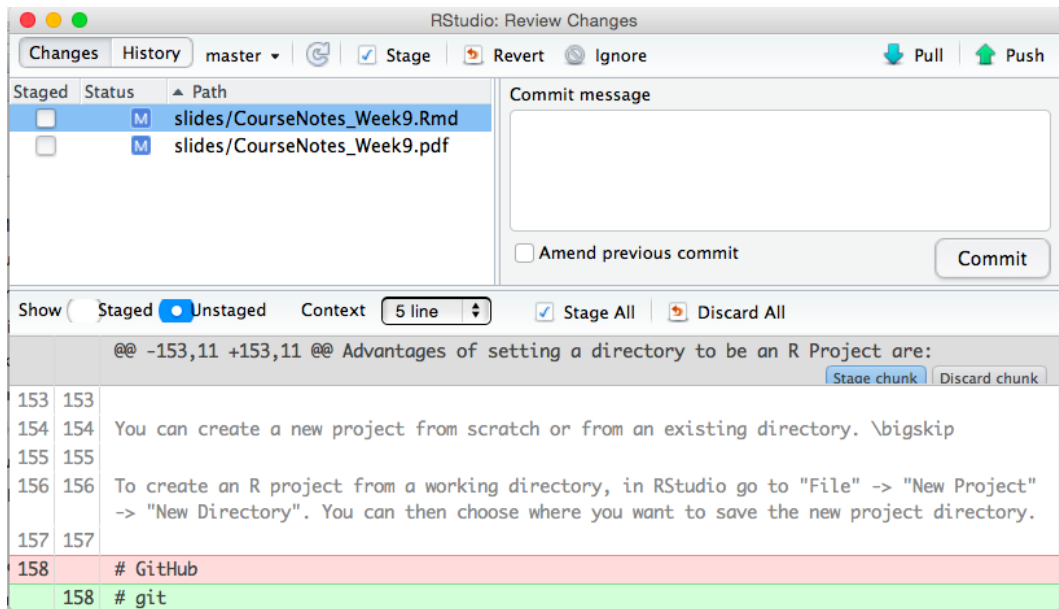 RStudio: Review Changes
Changes History master Stage Revert Ignore Pull Push
Staged Status Path
M slides/CourseNotes_Week9.Rmd
M slides/CourseNotes_Week9.pdf
Commit message
Amend previous commit
Commit
Show Staged Unstaged Context 5 line Stage All Discard All
@@ -153,11 +153,11 @@ Advantages of setting a directory to be an R Project are:
Stage chunk Discard chunk
153 153
154 154 You can create a new project from scratch or from an existing directory. \bigskip
155 155
156 156 To create an R project from a working directory, in RStudio go to "File" -> "New Project"
-> "New Directory". You can then choose where you want to save the new project directory.
157 157
158 # GitHub
158 # git